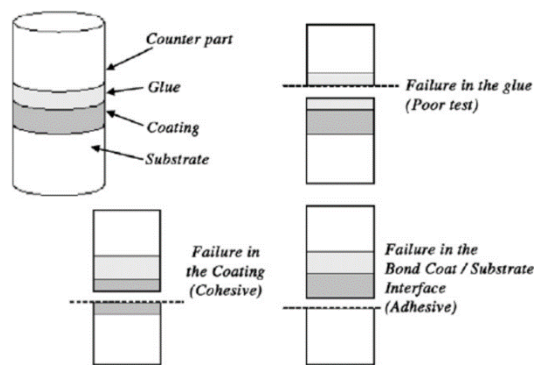 Counter part
Glue
Coating
Substrate
Failure in the glue
(Poor test)
Failure in
the Coating
(Cohesive)
Failure in the
Bond Coat / Substrate
Interface
(Adhesive)